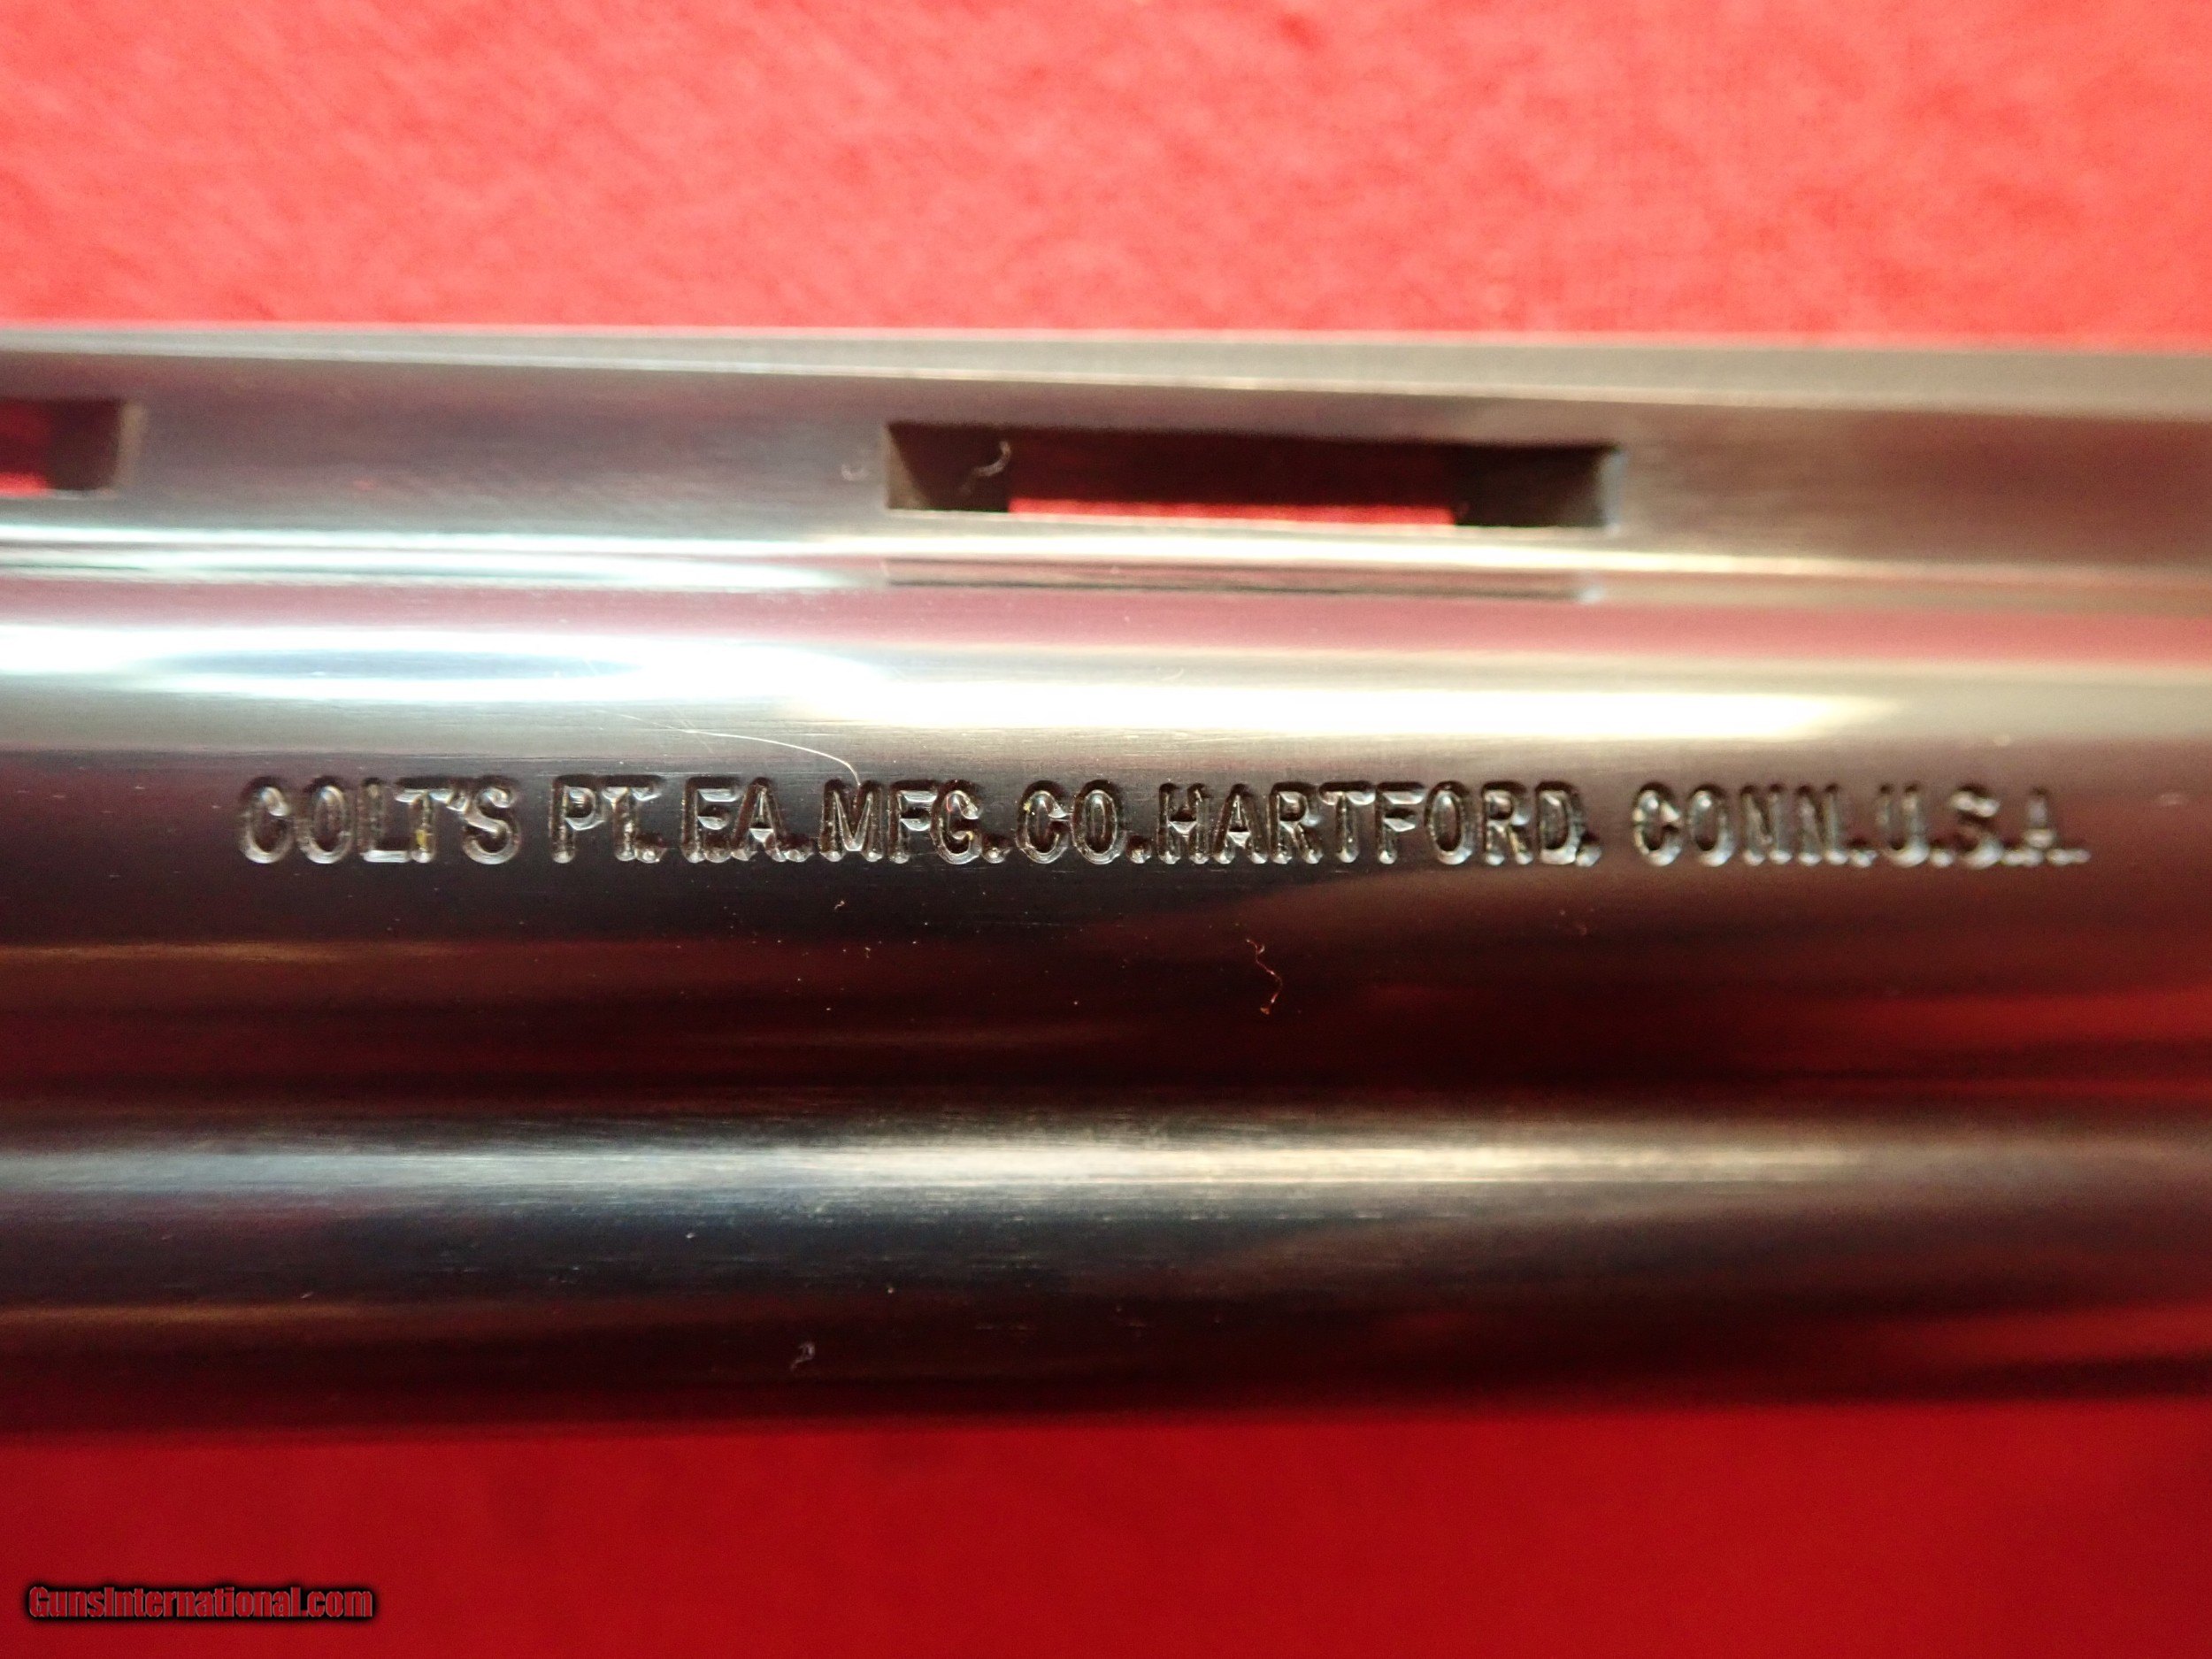 COLT'S PT. F.A. MFG. CO. HARTFORD, CONN. U.S.A.
GunsInternational.com